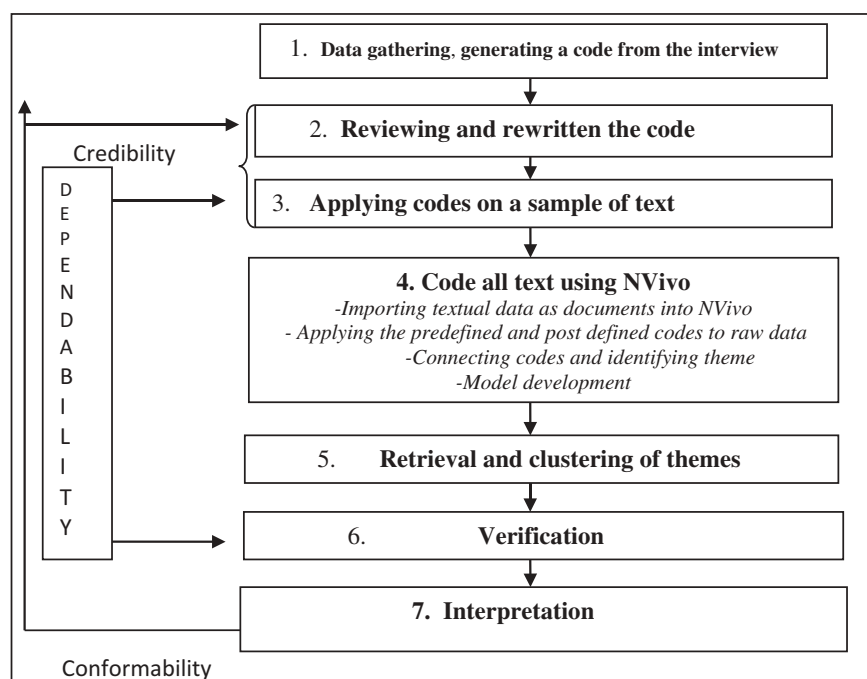 1. Data gathering, generating a code from the interview
2. Reviewing and rewritten the code
Credibility
3. Applying codes on a sample of text
DEPENDABILITY
4. Code all text using NVivo
-Importing textual data as documents into NVivo
- Applying the predefined and post defined codes to raw data
-Connecting codes and identifying theme
-Model development
5. Retrieval and clustering of themes
6. Verification
7. Interpretation
Conformability